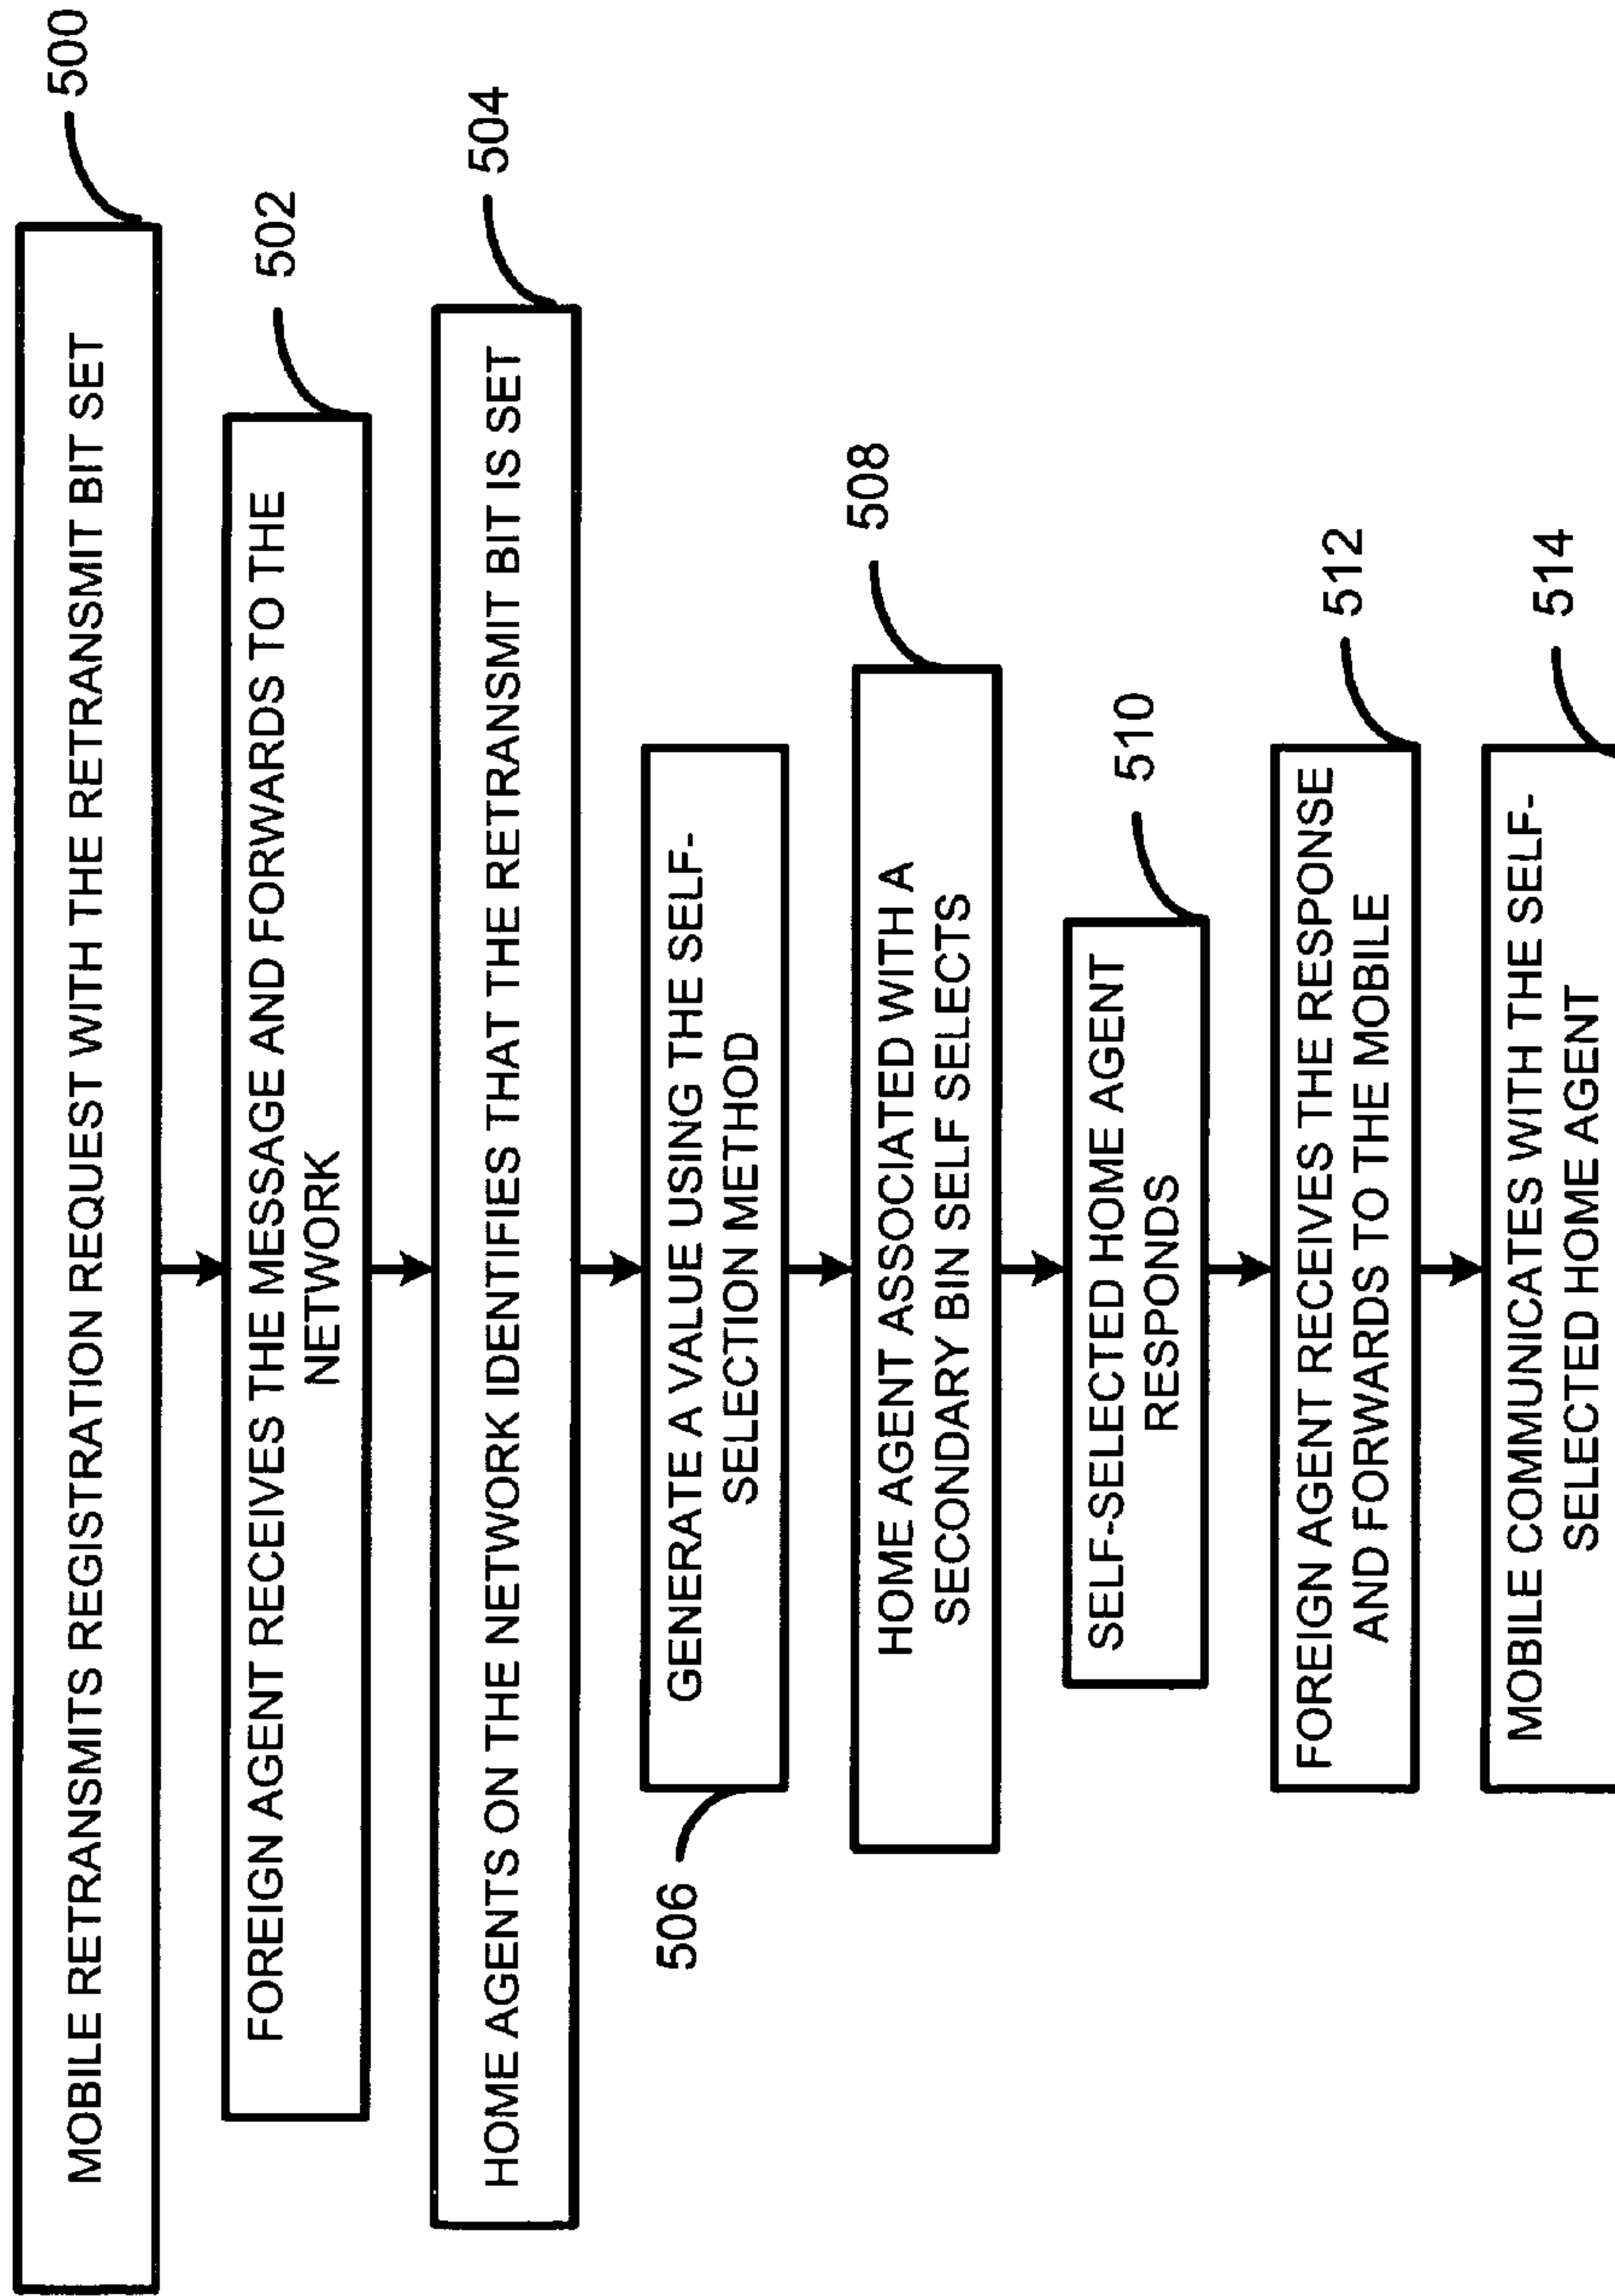 500
MOBILE RETRANSMITS REGISTRATION REQUEST WITH THE RETRANSMIT BIT SET
502
FOREIGN AGENT RECEIVES THE MESSAGE AND FORWARDS TO THE
NETWORK
504
HOME AGENTS ON THE NETWORK IDENTIFIES THAT THE RETRANSMIT BIT IS SET
506
GENERATE A VALUE USING THE SELF-
SELECTION METHOD
508
HOME AGENT ASSOCIATED WITH A
SECONDARY BIN SELF SELECTS
510
SELF-SELECTED HOME AGENT
RESPONDS
512
FOREIGN AGENT RECEIVES THE RESPONSE
AND FORWARDS TO THE MOBILE
514
MOBILE COMMUNICATES WITH THE SELF-
SELECTED HOME AGENT